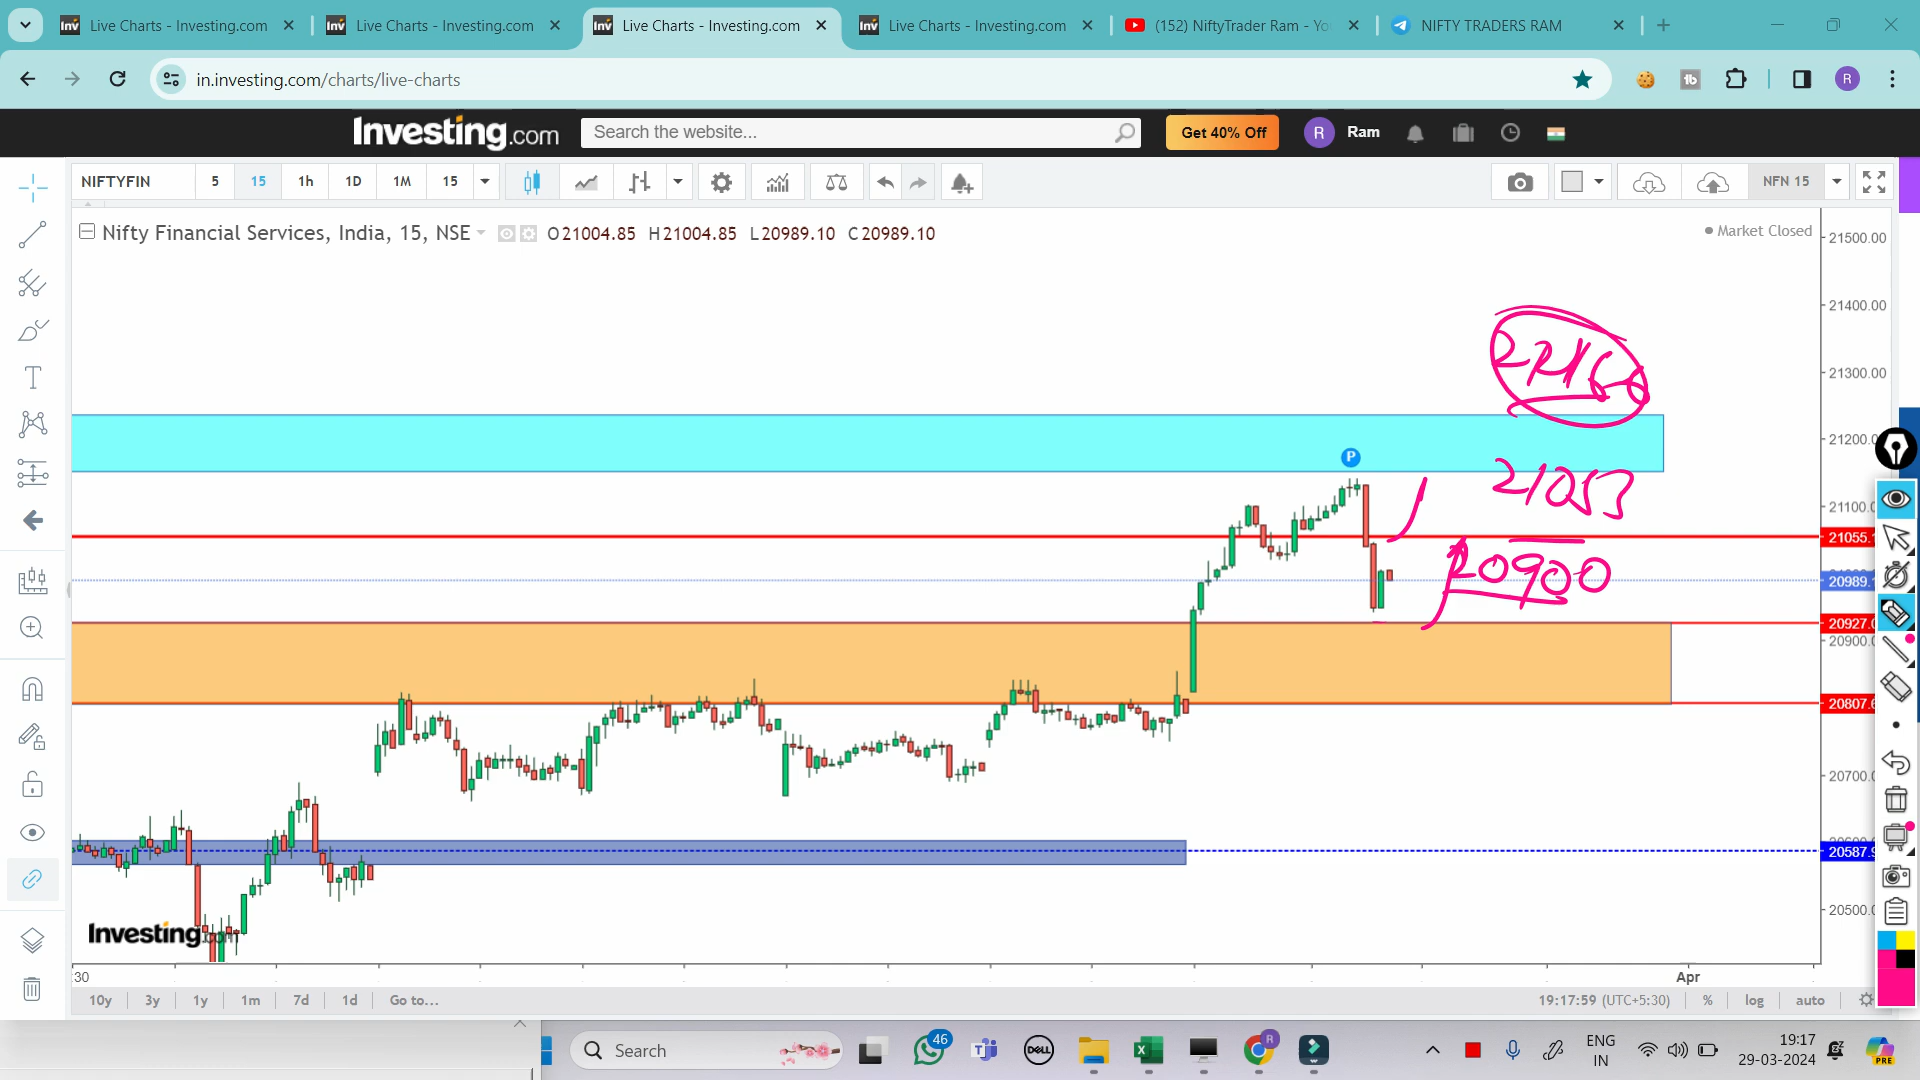 Live Charts - Investing.com
Live Charts - Investing.com
Live Charts - Investing.com
Live Charts - Investing.com
(152) NiftyTrader Ram - Yo
NIFTY TRADERS RAM
in.investing.com/charts/live-charts
R
Investing.com
Search the website...
Get 40% Off
R
Ram
NIFTYFIN
5
15
1h
1D
1M
15
NFN 15
Nifty Financial Services, India, 15, NSE
O21004.85 H21004.85 L20989.10 C20989.10
Market Closed
21500.00
21400.00
21300.00
21200.0
21100.0
21055.
20989.
20927.0
20900.0
20807.6
20700.0
20587.9
20500.0
P
21053
20900
Investing
30
Apr
10y
3y
1y
1m
7d
1d
Go to...
19:17:59 (UTC+5:30)
%
log
auto
Search
46
DELL
R
ENG
IN
19:17
29-03-2024
PRE